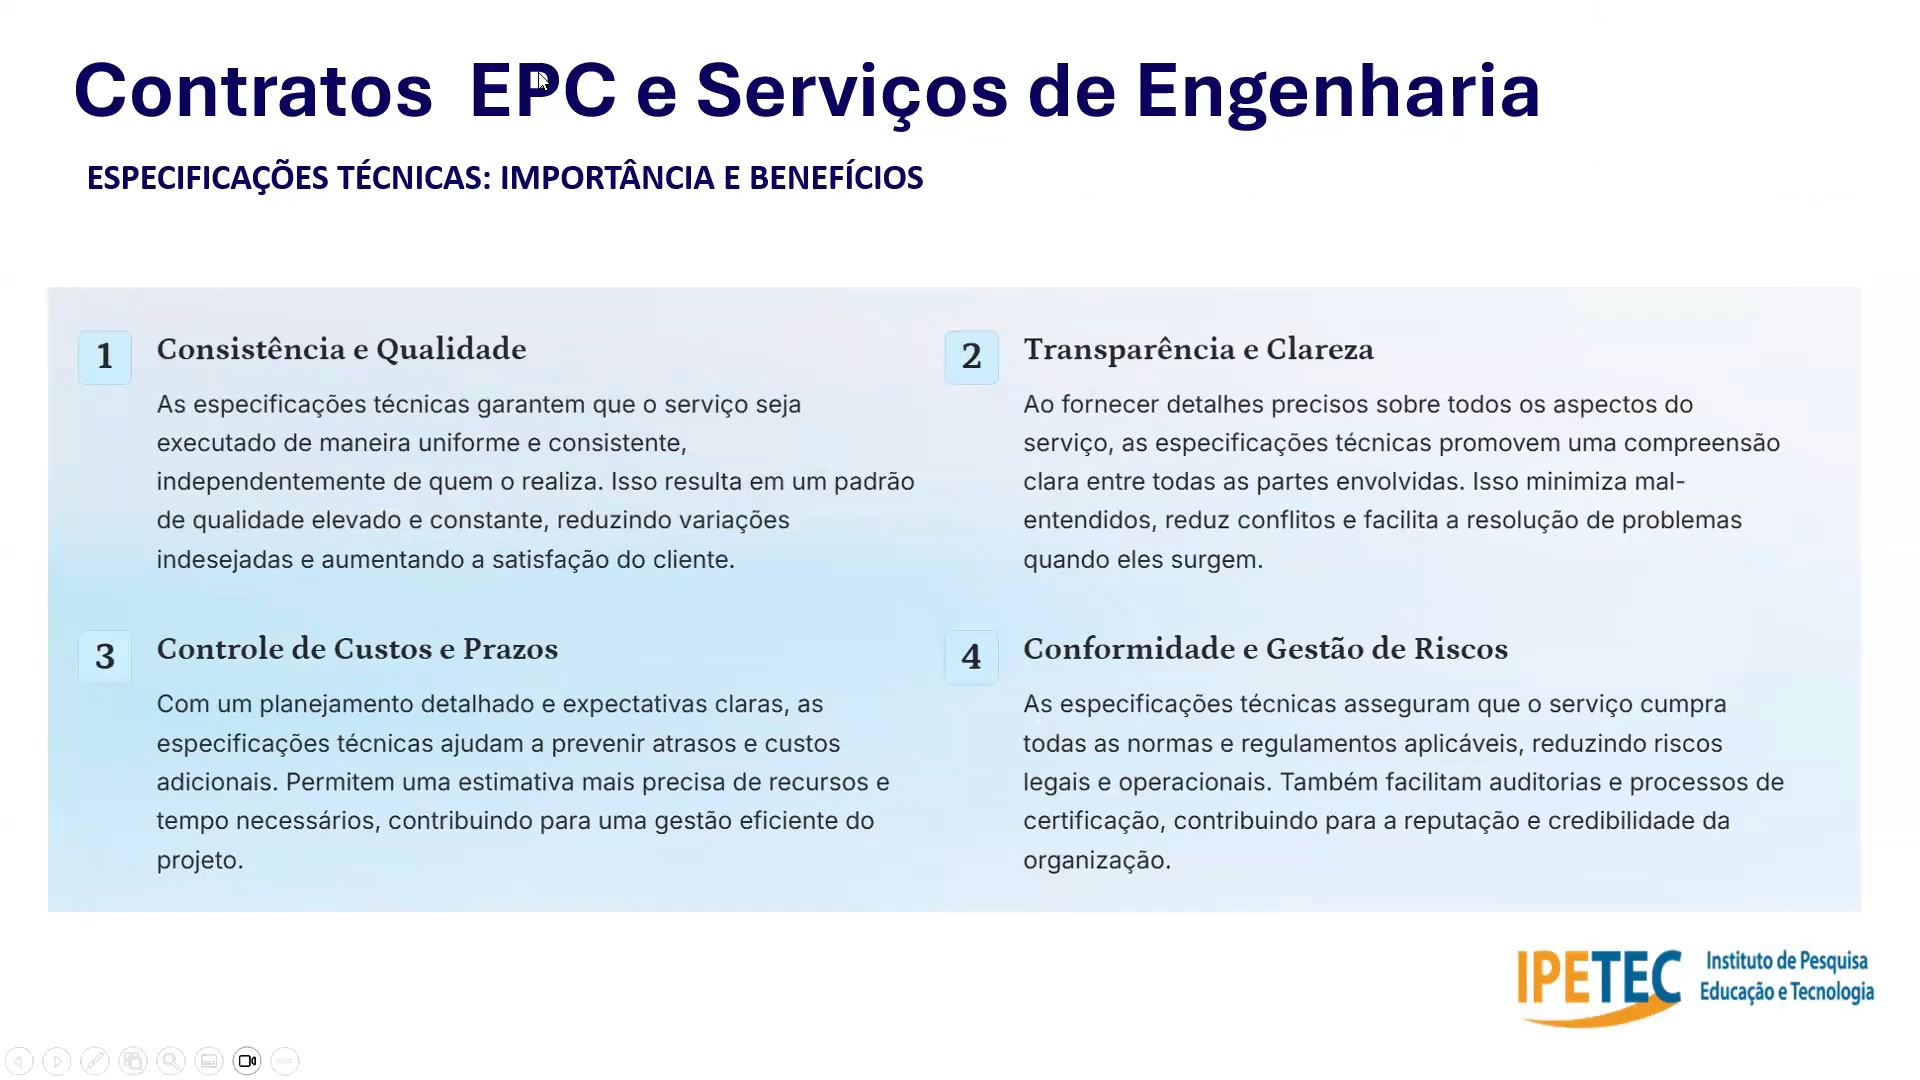 Contratos EPC e Serviços de Engenharia
ESPECIFICAÇÕES TÉCNICAS: IMPORTÂNCIA E BENEFÍCIOS
1
Consistência e Qualidade
As especificações técnicas garantem que o serviço seja
executado de maneira uniforme e consistente,
independentemente de quem o realiza. Isso resulta em um padrão
de qualidade elevado e constante, reduzindo variações
indesejadas e aumentando a satisfação do cliente.
2
Transparência e Clareza
Ao fornecer detalhes precisos sobre todos os aspectos do
serviço, as especificações técnicas promovem uma compreensão
clara entre todas as partes envolvidas. Isso minimiza mal-
entendidos, reduz conflitos e facilita a resolução de problemas
quando eles surgem.
3
Controle de Custos e Prazos
Com um planejamento detalhado e expectativas claras, as
especificações técnicas ajudam a prevenir atrasos e custos
adicionais. Permitem uma estimativa mais precisa de recursos e
tempo necessários, contribuindo para uma gestão eficiente do
projeto.
4
Conformidade e Gestão de Riscos
As especificações técnicas asseguram que o serviço cumpra
todas as normas e regulamentos aplicáveis, reduzindo riscos
legais e operacionais. Também facilitam auditorias e processos de
certificação, contribuindo para a reputação e credibilidade da
organização.
IPETEC
Instituto de Pesquisa
Educação e Tecnologia